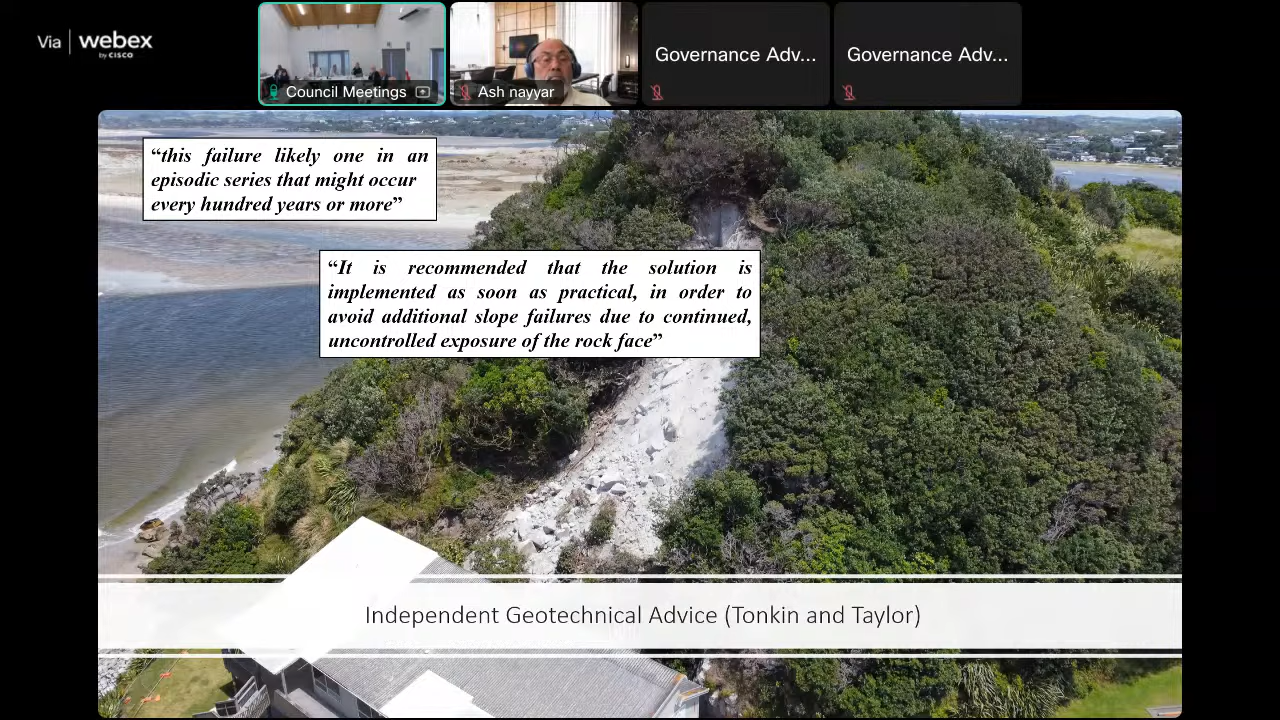 Via webex
by CISCO
Council Meetings
Ash nayyar
Governance Adv...
Governance Adv...
“this failure likely one in an
episodic series that might occur
every hundred years or more”
“It is recommended that the solution is
implemented as soon as practical, in order to
avoid additional slope failures due to continued,
uncontrolled exposure of the rock face”
Independent Geotechnical Advice (Tonkin and Taylor)